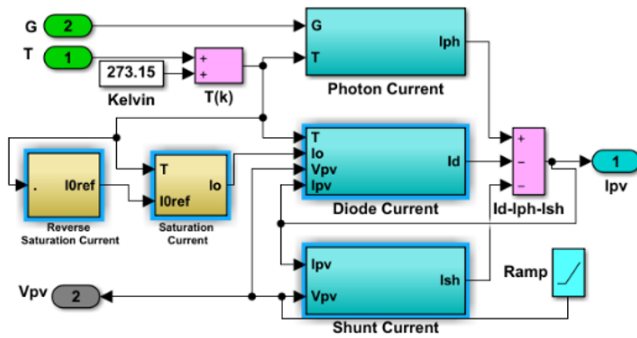 G 2
T 1
273.15
Kelvin
+
+
T(k)
G
T
Iph
Photon Current
. I0ref
Reverse
Saturation Current
T
I0ref
Io
Saturation
Current
T
Io
Vpv
Ipv
Id
Diode Current
+
−
−
Id-Iph-Ish
1
Ipv
Ipv
Vpv
Ish
Shunt Current
Ramp
Vpv 2